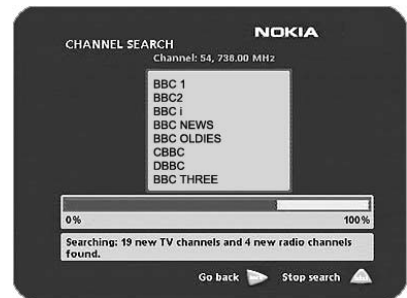 NOKIA
CHANNEL SEARCH
Channel: 54, 738.00 MHz
BBC 1
BBC2
BBC i
BBC NEWS
BBC OLDIES
CBBC
DBBC
BBC THREE
0% 100%
Searching: 19 new TV channels and 4 new radio channels
found.
Go back Stop search